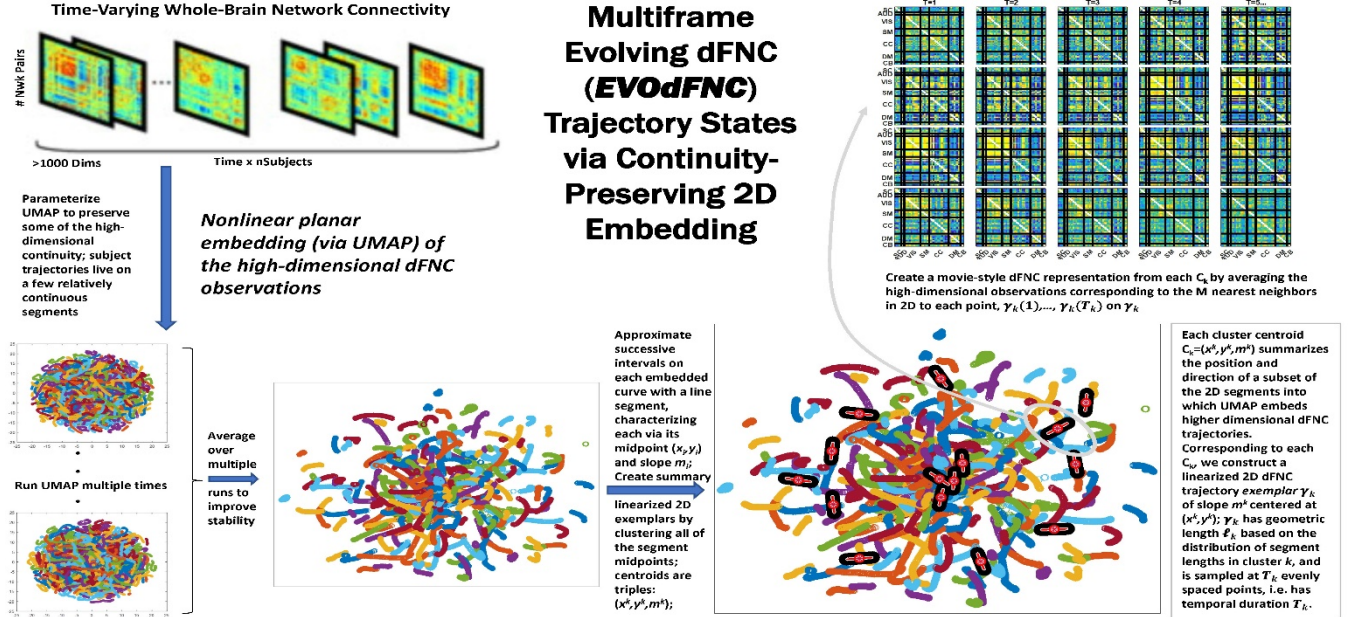 Time-Varying Whole-Brain Network Connectivity
# Nwk Pairs
>1000 Dims
Time x nSubjects
Parameterize
UMAP to preserve
some of the high-
dimensional
continuity; subject
trajectories live on
a few relatively
continuous
segments
Nonlinear planar
embedding (via UMAP) of
the high-dimensional dFNC
observations
Multiframe
Evolving dFNC
(EVOdFNC)
Trajectory States
via Continuity-
Preserving 2D
Embedding
T=1
T=2
T=3
T=4
T=5...
SC
AUD
VIS
SM
CC
DM
CB
Create a movie-style dFNC representation from each Cₖ by averaging the
high-dimensional observations corresponding to the M nearest neighbors
in 2D to each point, γₖ(1),..., γₖ(Tₖ) on γₖ
Run UMAP multiple times
Average
over multiple
runs to
improve
stability
Approximate
successive
intervals on
each embedded
curve with a line
segment,
characterizing
each via its
midpoint (xᵢ,yᵢ)
and slope mᵢ;
Create summary
linearized 2D
exemplars by
clustering all of
the segment
midpoints;
centroids are
triples:
(xᵏ,yᵏ,mᵏ);
Each cluster centroid
Cₖ=(xᵏ,yᵏ,mᵏ) summarizes
the position and
direction of a subset of
the 2D segments into
which UMAP embeds
higher dimensional dFNC
trajectories.
Corresponding to each
Cₖ, we construct a
linearized 2D dFNC
trajectory exemplar γₖ
of slope mᵏ centered at
(xᵏ,yᵏ); γₖ has geometric
length ℓₖ based on the
distribution of segment
lengths in cluster k, and
is sampled at Tₖ evenly
spaced points, i.e. has
temporal duration Tₖ.